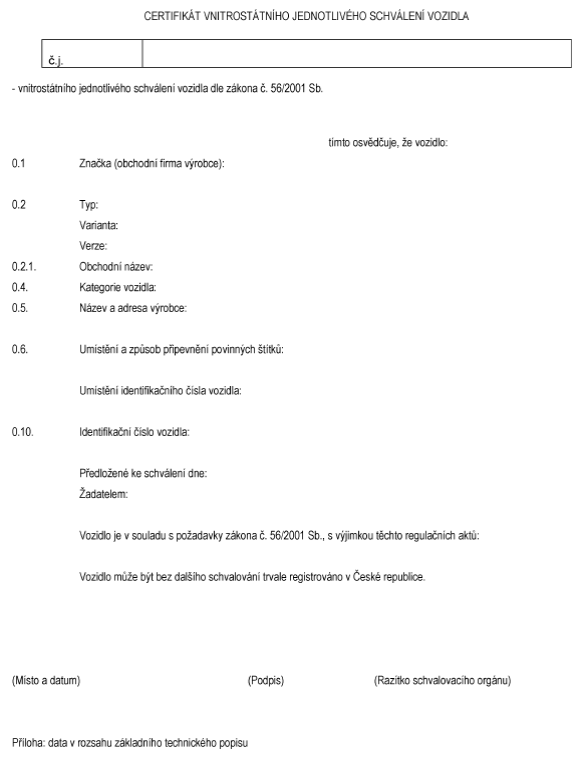 CERTIFIKÁT VNITROSTÁTNÍHO JEDNOTLIVÉHO SCHVÁLENÍ VOZIDLA
č.j.
- vnitrostátního jednotlivého schválení vozidla dle zákona č. 56/2001 Sb.
tímto osvědčuje, že vozidlo:
0.1 Značka (obchodní firma výrobce):
0.2 Typ:
Varianta:
Verze:
0.2.1. Obchodní název:
0.4. Kategorie vozidla:
0.5. Název a adresa výrobce:
0.6. Umístění a způsob připevnění povinných štítků:
Umístění identifikačního čísla vozidla:
0.10. Identifikační číslo vozidla:
Předložené ke schválení dne:
Žadatelem:
Vozidlo je v souladu s požadavky zákona č. 56/2001 Sb., s výjimkou těchto regulačních aktů:
Vozidlo může být bez dalšího schvalování trvale registrováno v České republice.
(Místo a datum) (Podpis) (Razítko schvalovacího orgánu)
Příloha: data v rozsahu základního technického popisu